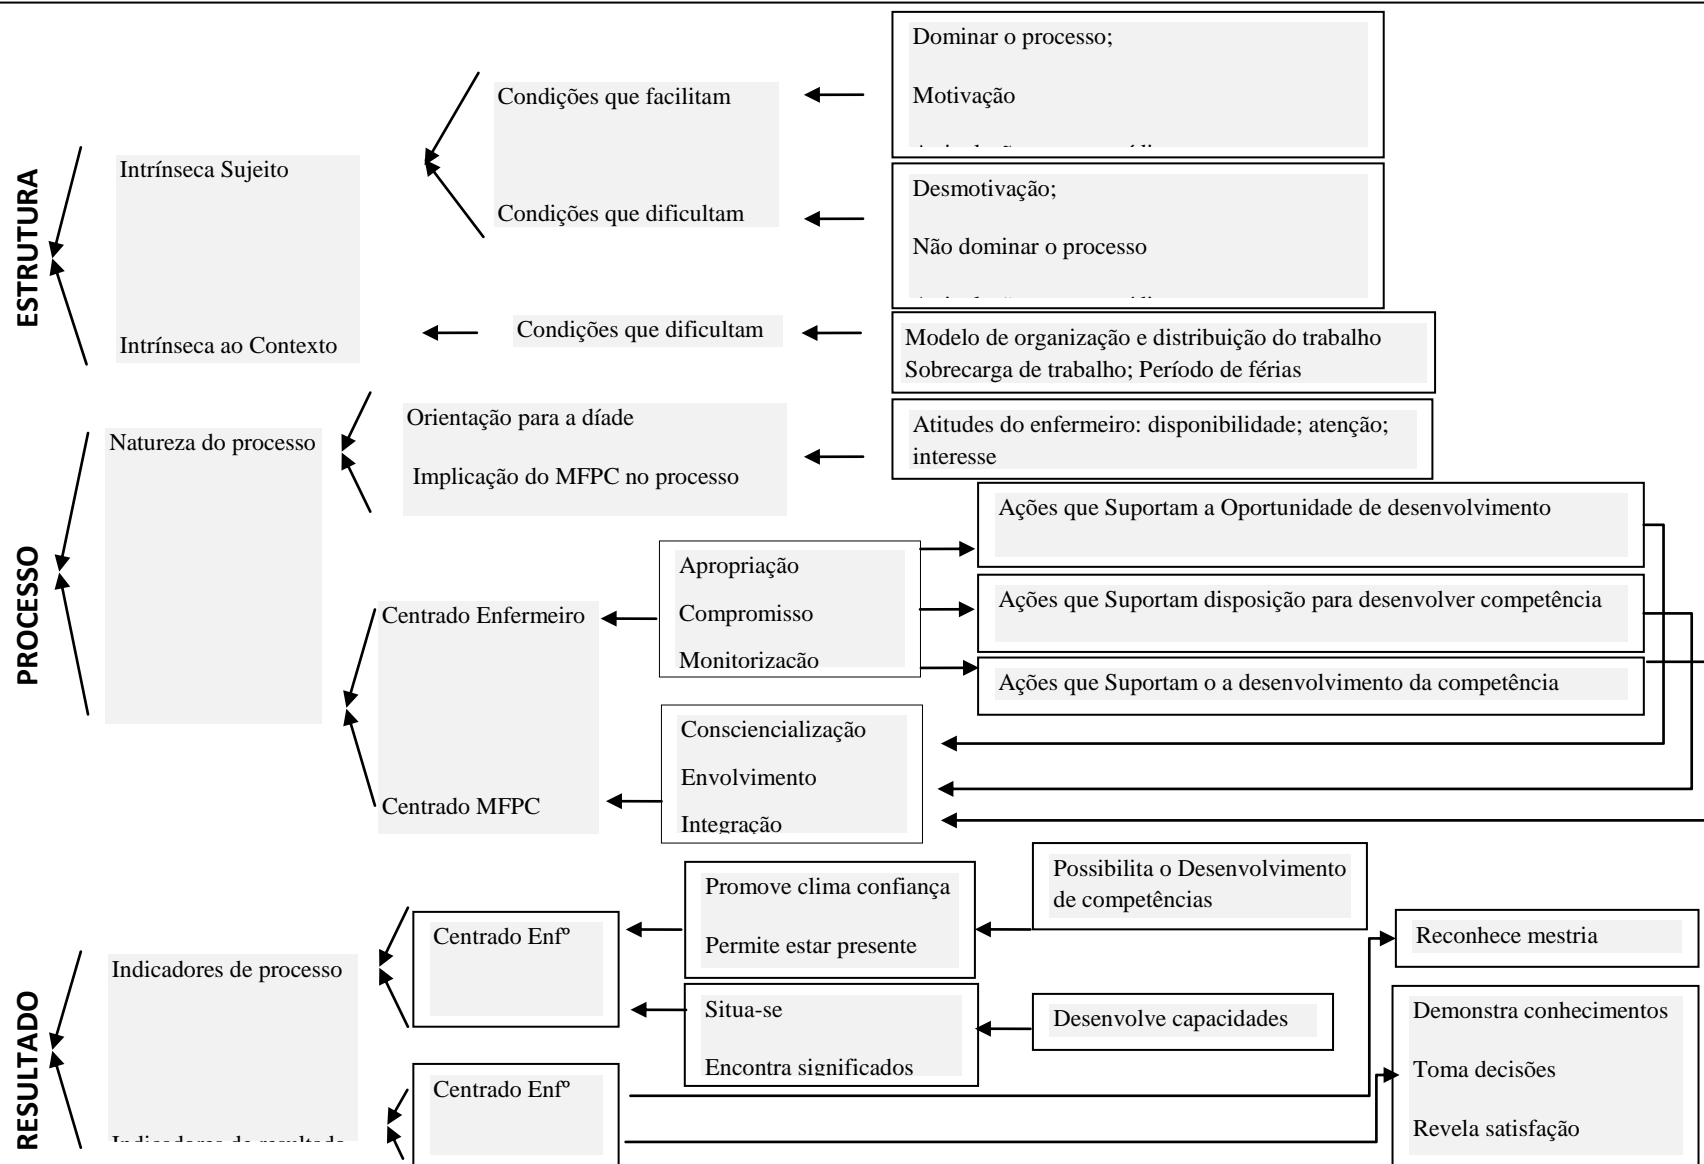 ESTRUTURA
Intrínseca Sujeito
Intrínseca ao Contexto
Condições que facilitam
Condições que dificultam
Condições que dificultam
Dominar o processo;
Motivação
Desmotivação;
Não dominar o processo
Modelo de organização e distribuição do trabalho
Sobrecarga de trabalho; Período de férias
PROCESSO
Natureza do processo
Orientação para a díade
Implicação do MFPC no processo
Atitudes do enfermeiro: disponibilidade; atenção;
interesse
Centrado Enfermeiro
Centrado MFPC
Apropriação
Compromisso
Monitorização
Ações que Suportam a Oportunidade de desenvolvimento
Ações que Suportam disposição para desenvolver competência
Ações que Suportam o a desenvolvimento da competência
Consciencialização
Envolvimento
Integração
RESULTADO
Indicadores de processo
Indicadores de resultado
Centrado Enfº
Promove clima confiança
Permite estar presente
Possibilita o Desenvolvimento
de competências
Situa-se
Encontra significados
Desenvolve capacidades
Centrado Enfº
Reconhece mestria
Demonstra conhecimentos
Toma decisões
Revela satisfação